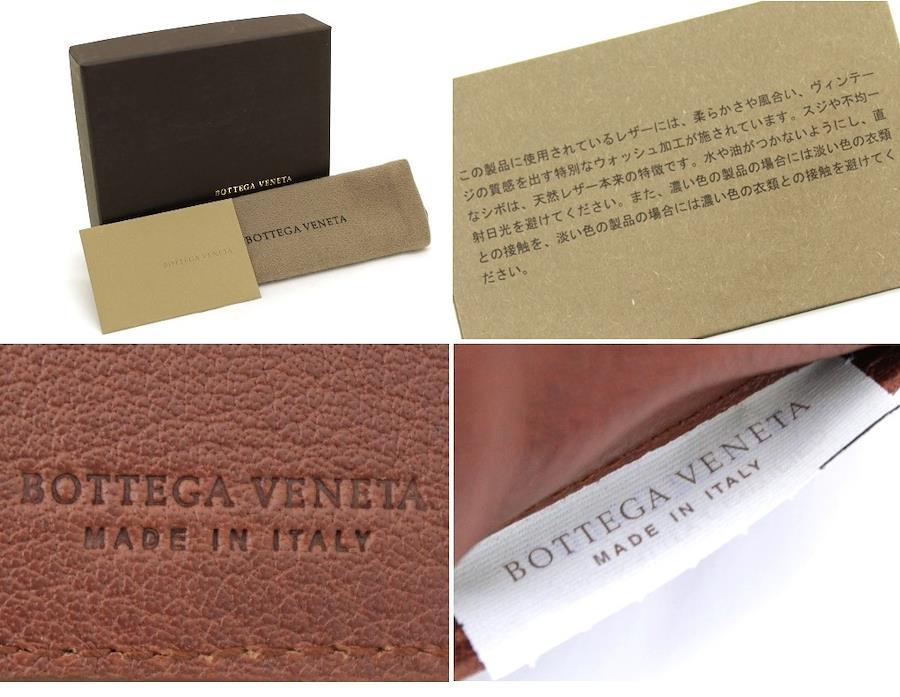 BOTTEGA VENETA
BOTTEGA VENETA
BOTTEGA VENETA
この製品に使用されているレザーには、柔らかさや風合い、ヴィンテー
ジの質感を出す特別なウォッシュ加工が施されています。スジや不均一
なシボは、天然レザー本来の特徴です。水や油がつかないようにし、直
射日光を避けてください。また、濃い色の製品の場合には淡い色の衣類
との接触を、淡い色の製品の場合には濃い色の衣類との接触を避けてく
ださい。
BOTTEGA VENETA
MADE IN ITALY
BOTTEGA VENETA
MADE IN ITALY